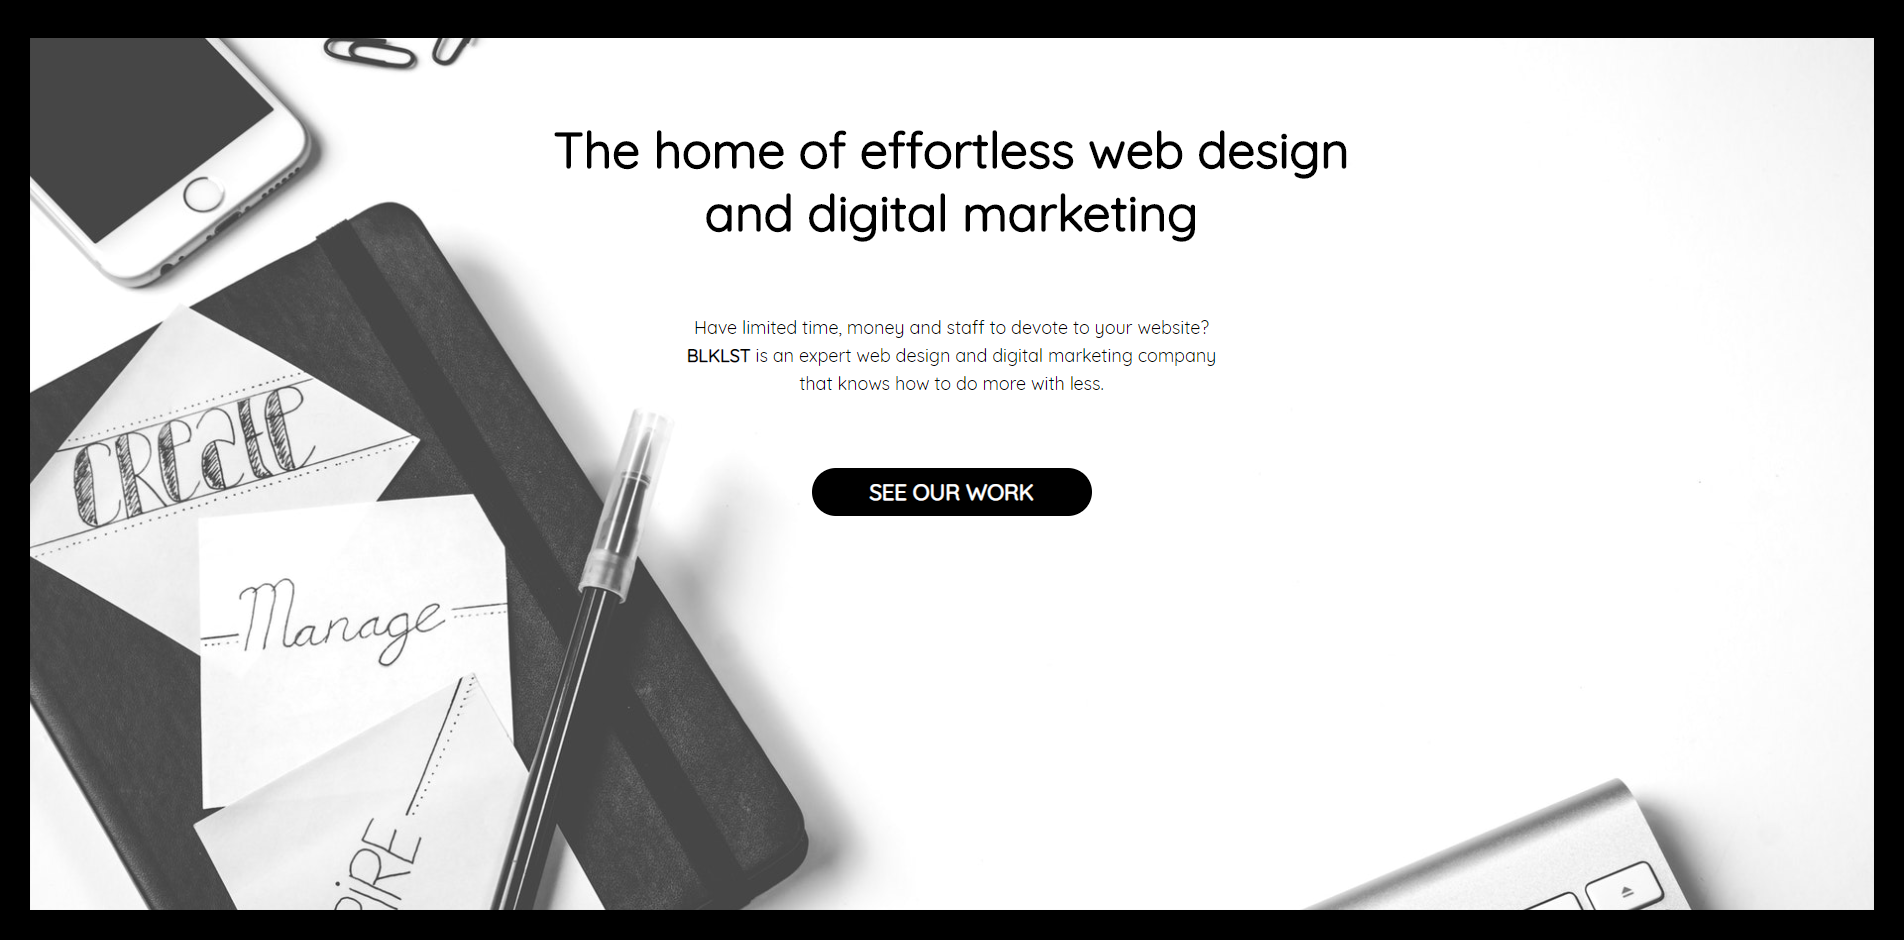 The home of effortless web design
and digital marketing
Have limited time, money and staff to devote to your website?
BLKLST is an expert web design and digital marketing company
that knows how to do more with less.
SEE OUR WORK
CReate
Manage
PIRE